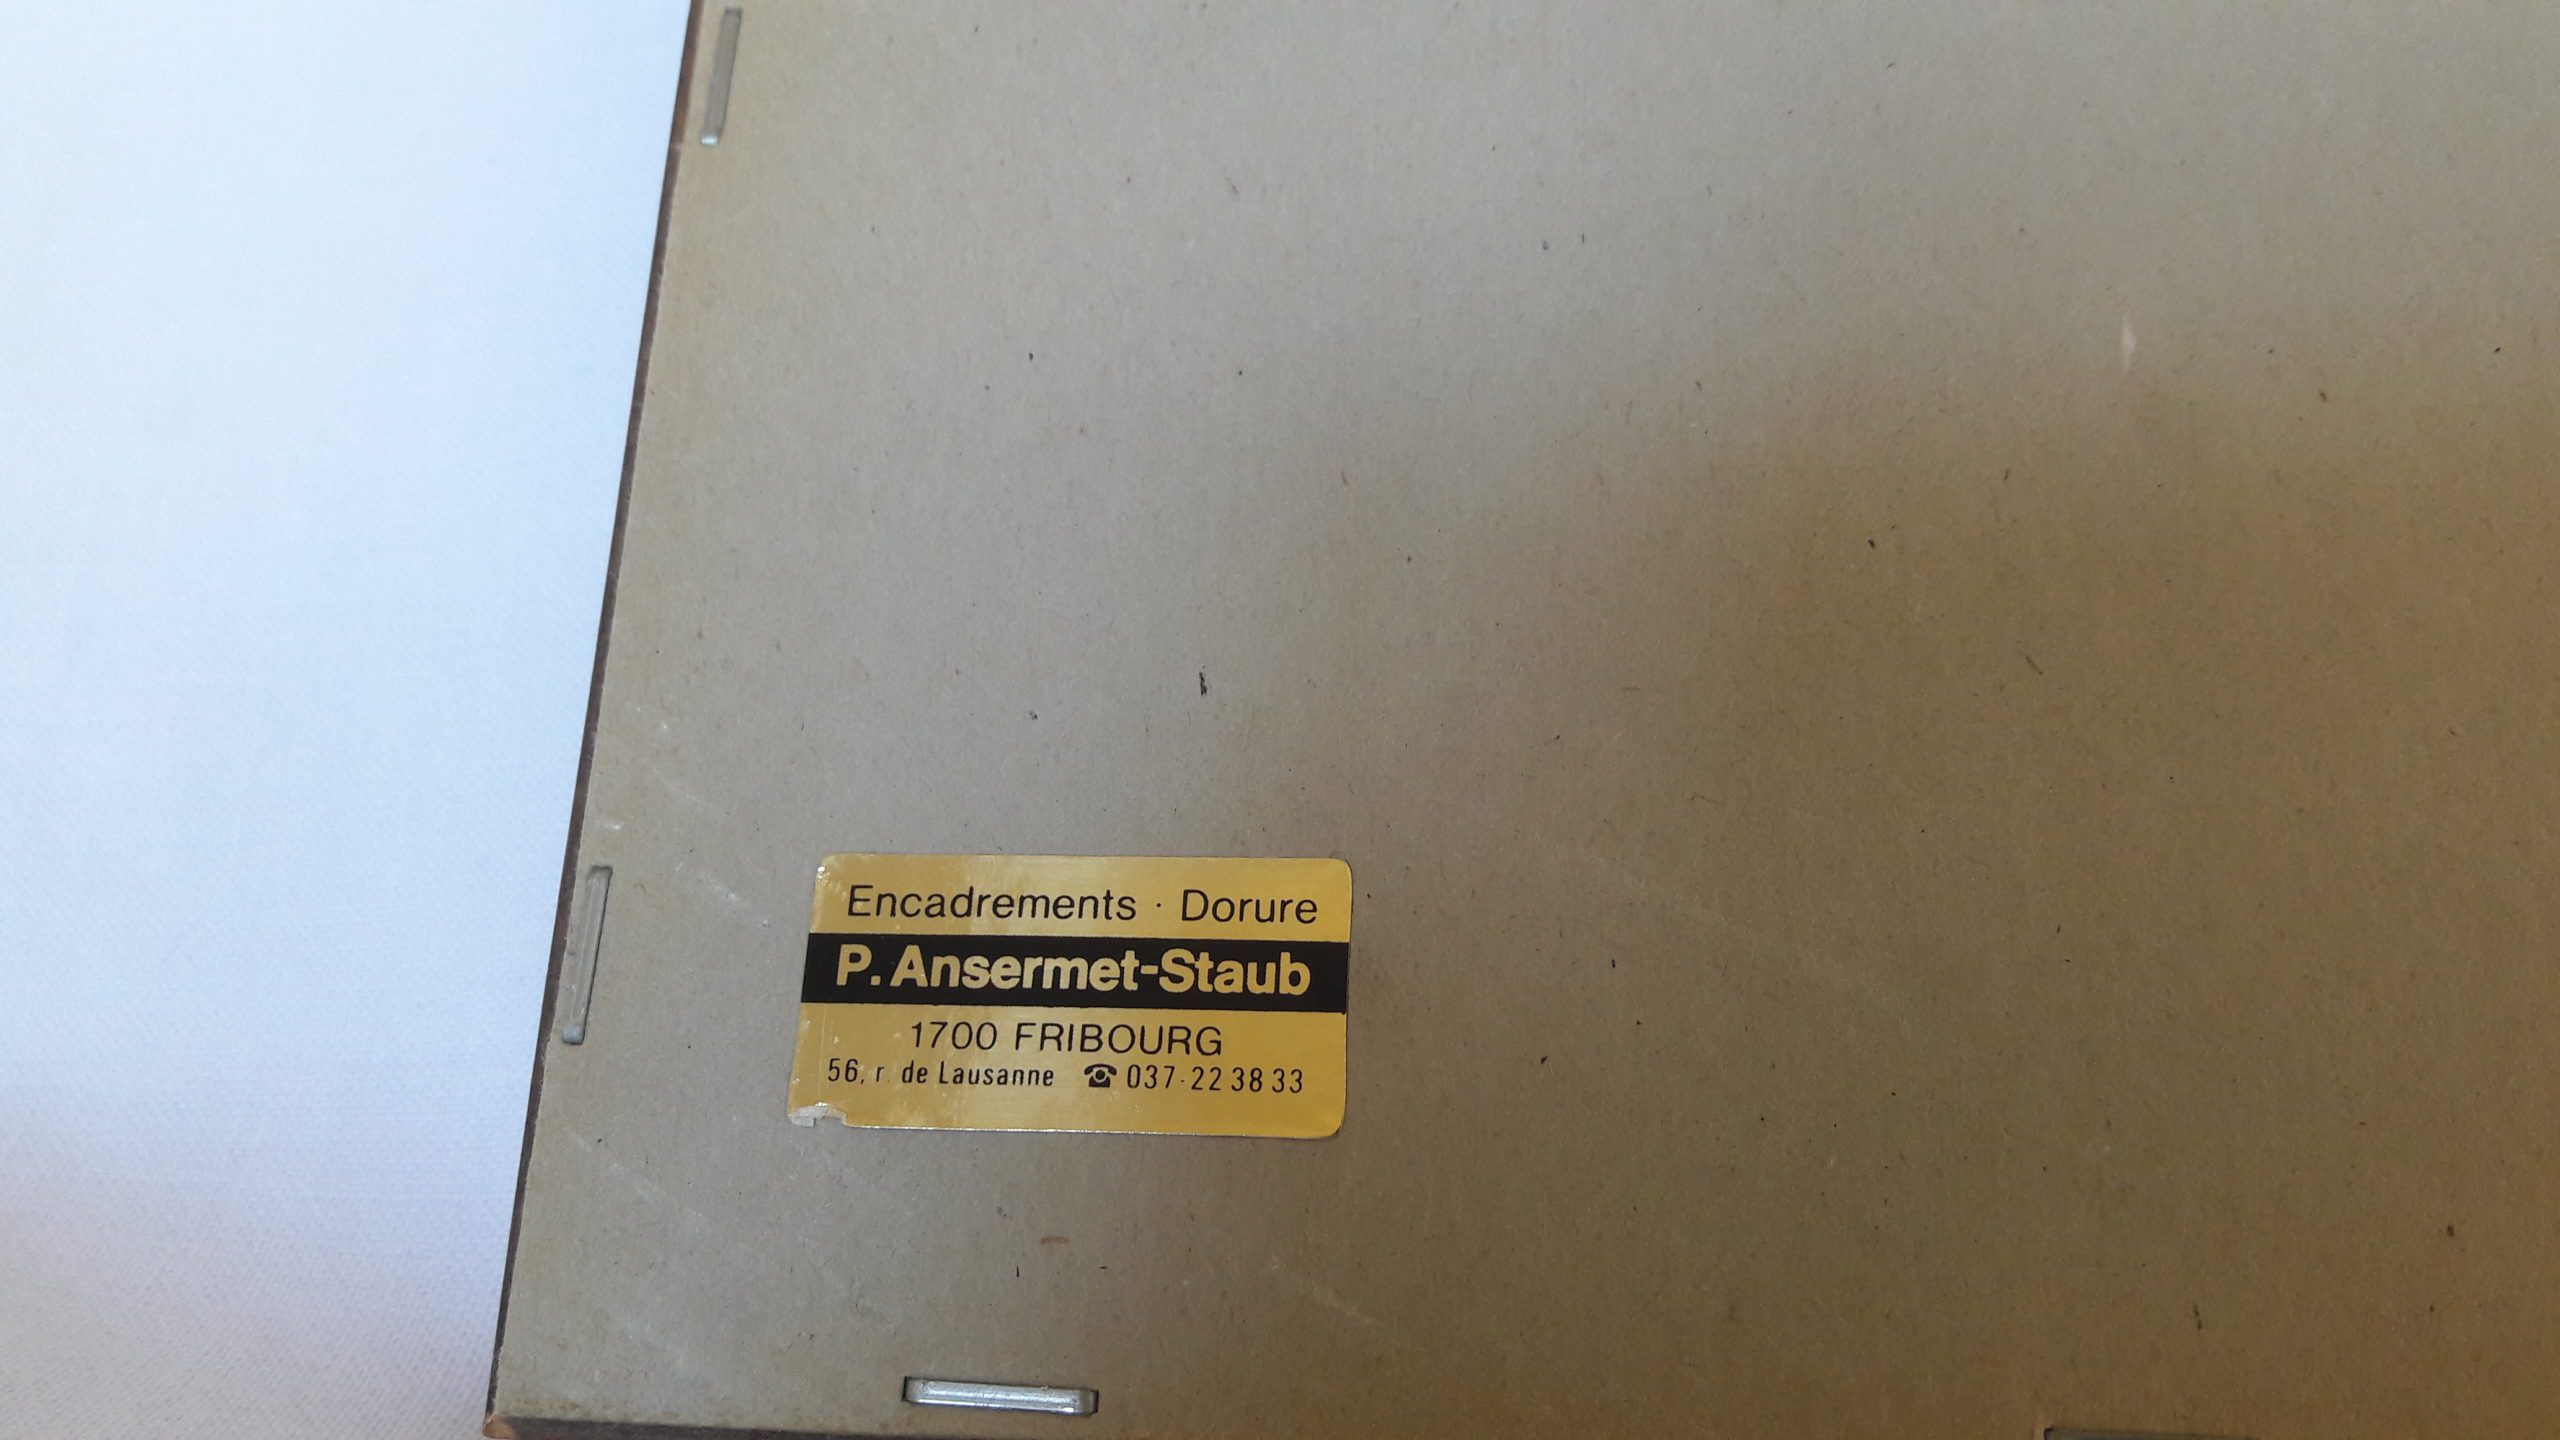 Encadrements · Dorure
P. Ansermet-Staub
1700 FRIBOURG
56, r. de Lausanne ☎ 037-22 38 33